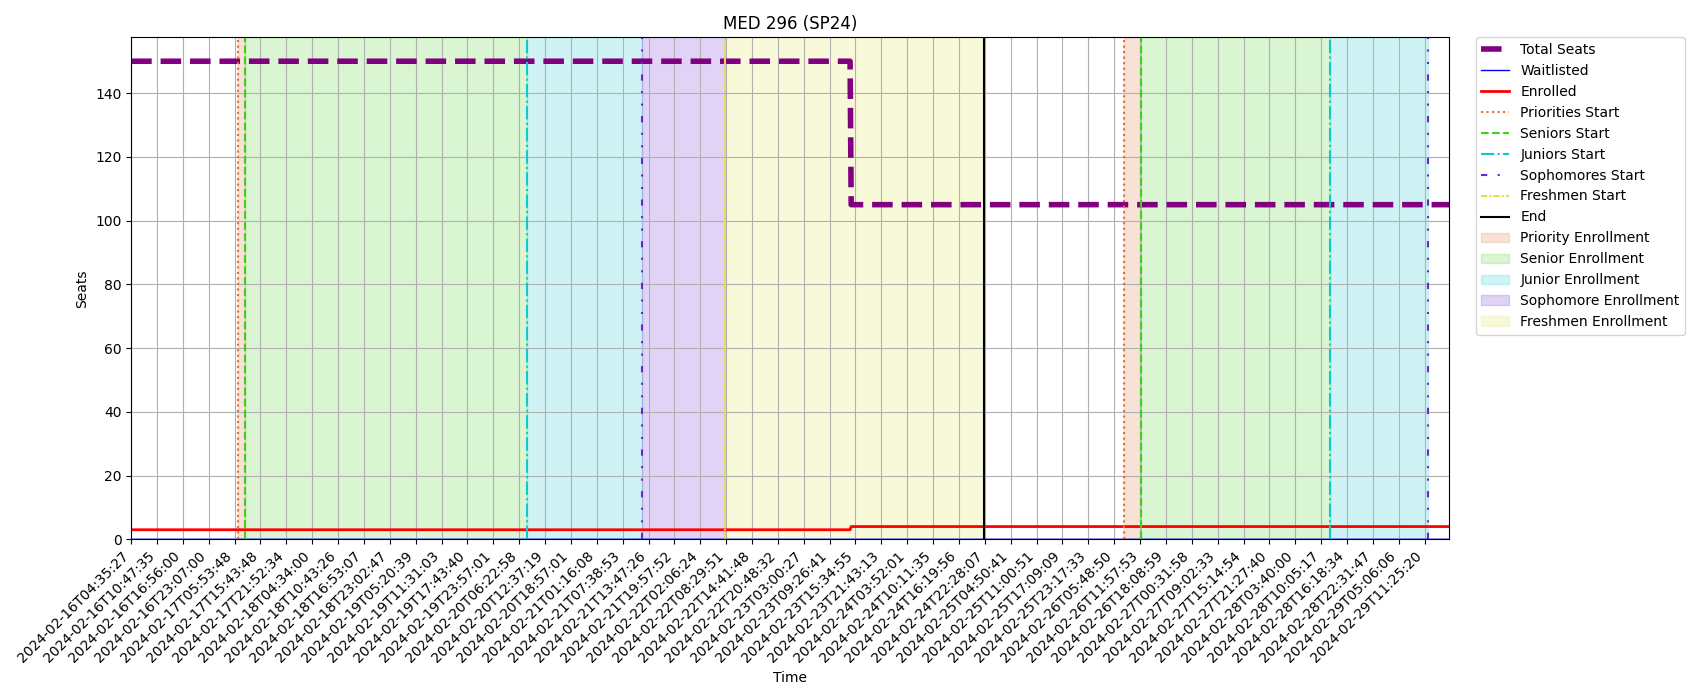 MED 296 (SP24)
Seats
140
120
100
80
60
40
20
0
2024-02-16T04:35:27
2024-02-16T10:47:35
2024-02-16T16:56:00
2024-02-16T23:07:00
2024-02-17T05:53:48
2024-02-17T15:43:48
2024-02-17T21:52:34
2024-02-18T04:34:00
2024-02-18T10:43:26
2024-02-18T16:53:07
2024-02-18T23:02:47
2024-02-19T05:20:39
2024-02-19T11:31:03
2024-02-19T17:43:40
2024-02-19T23:57:01
2024-02-20T06:22:58
2024-02-20T12:37:19
2024-02-20T18:57:01
2024-02-21T01:16:08
2024-02-21T07:38:53
2024-02-21T13:47:26
2024-02-21T19:57:52
2024-02-22T02:06:24
2024-02-22T08:29:51
2024-02-22T14:41:48
2024-02-22T20:48:32
2024-02-23T03:00:27
2024-02-23T09:26:41
2024-02-23T15:34:55
2024-02-23T21:43:13
2024-02-24T03:52:01
2024-02-24T10:11:35
2024-02-24T16:19:56
2024-02-24T22:28:07
2024-02-25T04:50:41
2024-02-25T11:00:51
2024-02-25T17:09:09
2024-02-25T23:17:33
2024-02-26T05:48:50
2024-02-26T11:57:53
2024-02-26T18:08:59
2024-02-27T00:31:58
2024-02-27T09:02:33
2024-02-27T15:14:54
2024-02-27T21:27:40
2024-02-28T03:40:00
2024-02-28T10:05:17
2024-02-28T16:18:34
2024-02-28T22:31:47
2024-02-29T05:06:06
2024-02-29T11:25:20
Time
Total Seats
Waitlisted
Enrolled
Priorities Start
Seniors Start
Juniors Start
Sophomores Start
Freshmen Start
End
Priority Enrollment
Senior Enrollment
Junior Enrollment
Sophomore Enrollment
Freshmen Enrollment